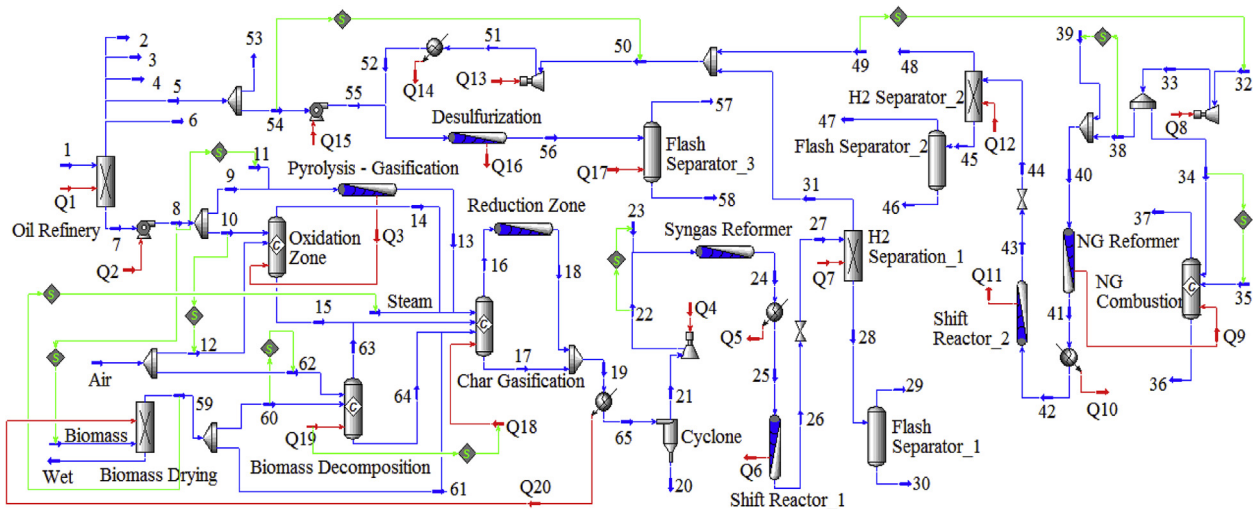 2
3
4
5
6
53
54
S
Q15
55
52
Q14
51
Q13
50
49
48
H2 Separator_2
Q12
47
Flash Separator_2
45
46
44
43
39
S
38
33
32
Q8
34
S
35
40
37
NG Reformer
NG
Combustion
Q9
41
36
Q10
42
Q11
Shift
Reactor_2
Desulfurization
Q16
56
57
Flash
Separator_3
Q17
58
1
Q1
Oil Refinery
7
Q2
8
9
10
11
S
Pyrolysis - Gasification
Q3
14
13
Oxidation
Zone
C
Reduction Zone
16
18
15
Steam
C
17
Char Gasification
19
23
S
22
Syngas Reformer
24
Q4
Q5
25
21
27
Q7
H2
Separation_1
31
28
26
29
Flash
Separator_1
30
Q6
Shift Reactor_1
Cyclone
20
65
S
12
S
Air
62
63
64
60
C
Q19
Biomass Decomposition
S
Q18
61
59
Biomass
Wet
Biomass Drying
Q20
S
S
S